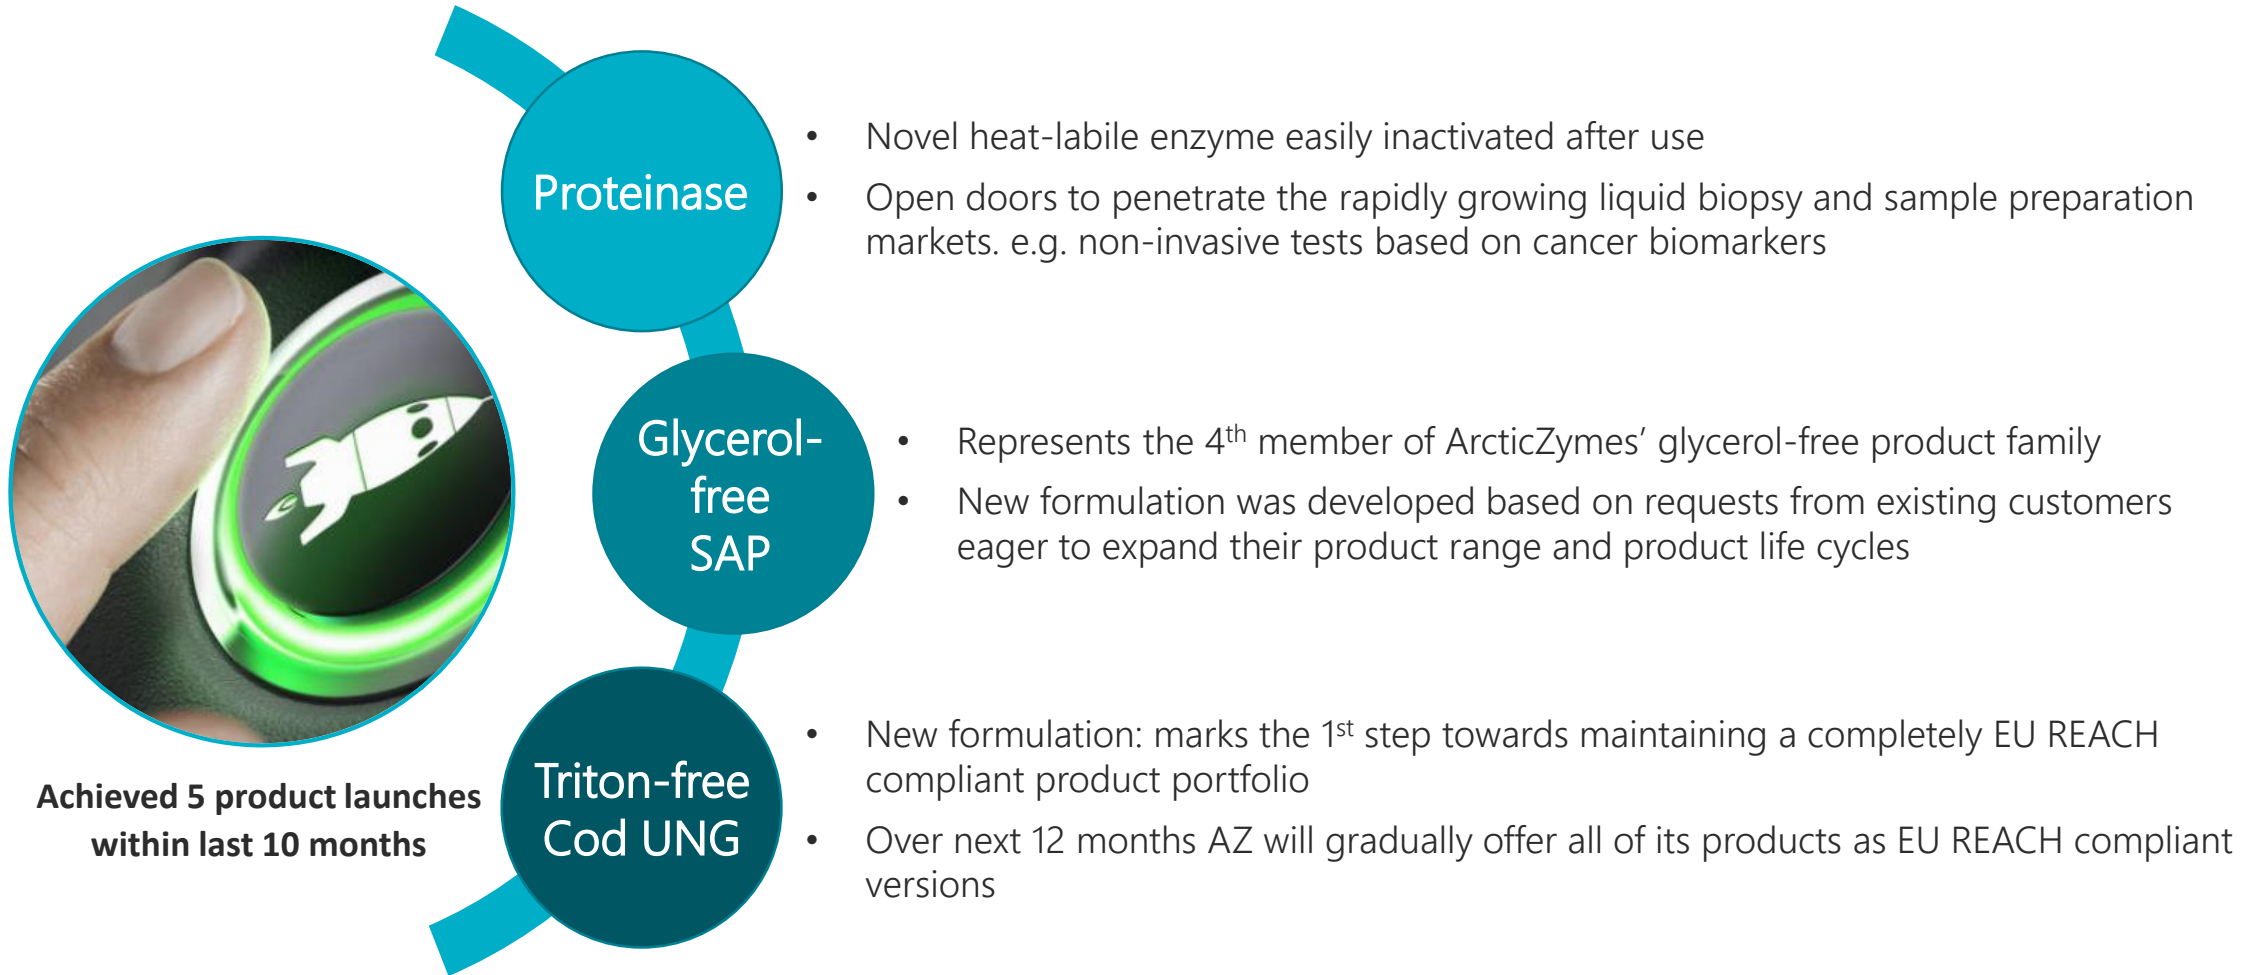 Proteinase
• Novel heat-labile enzyme easily inactivated after use
• Open doors to penetrate the rapidly growing liquid biopsy and sample preparation
markets. e.g. non-invasive tests based on cancer biomarkers
Glycerol-
free
SAP
• Represents the 4th member of ArcticZymes’ glycerol-free product family
• New formulation was developed based on requests from existing customers
eager to expand their product range and product life cycles
Triton-free
Cod UNG
• New formulation: marks the 1st step towards maintaining a completely EU REACH
compliant product portfolio
• Over next 12 months AZ will gradually offer all of its products as EU REACH compliant
versions
Achieved 5 product launches
within last 10 months